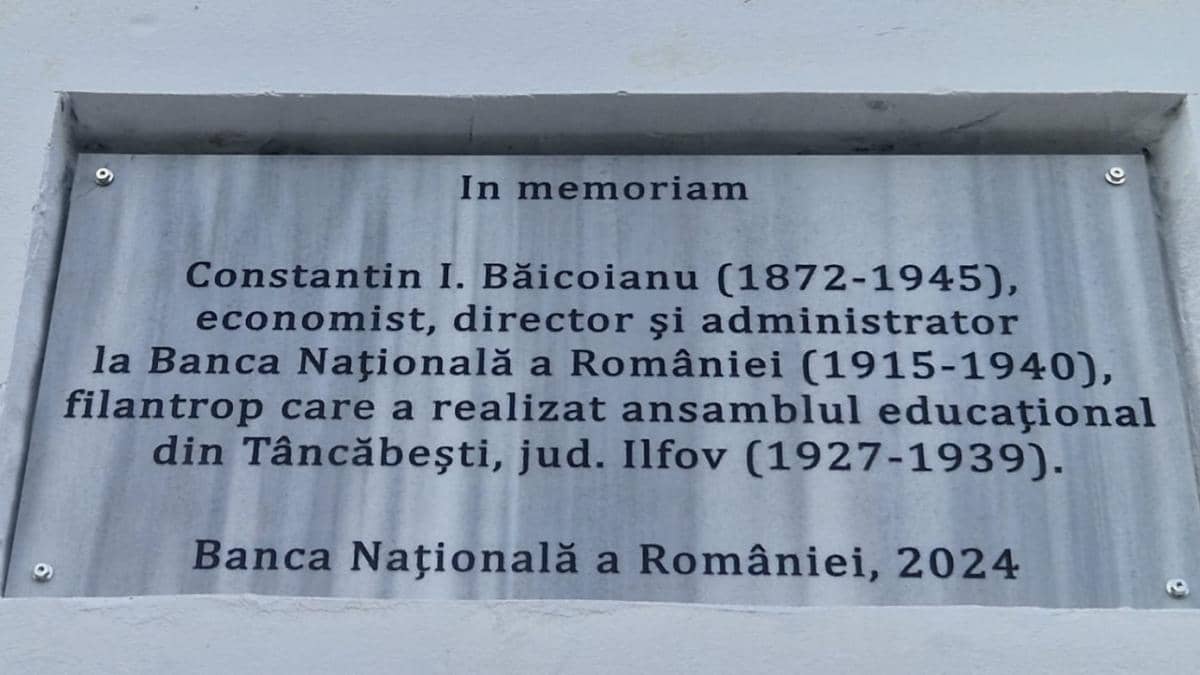 In memoriam
Constantin I. Băicoianu (1872-1945),
economist, director şi administrator
la Banca Naţională a României (1915-1940),
filantrop care a realizat ansamblul educaţional
din Tâncăbeşti, jud. Ilfov (1927-1939).
Banca Naţională a României, 2024